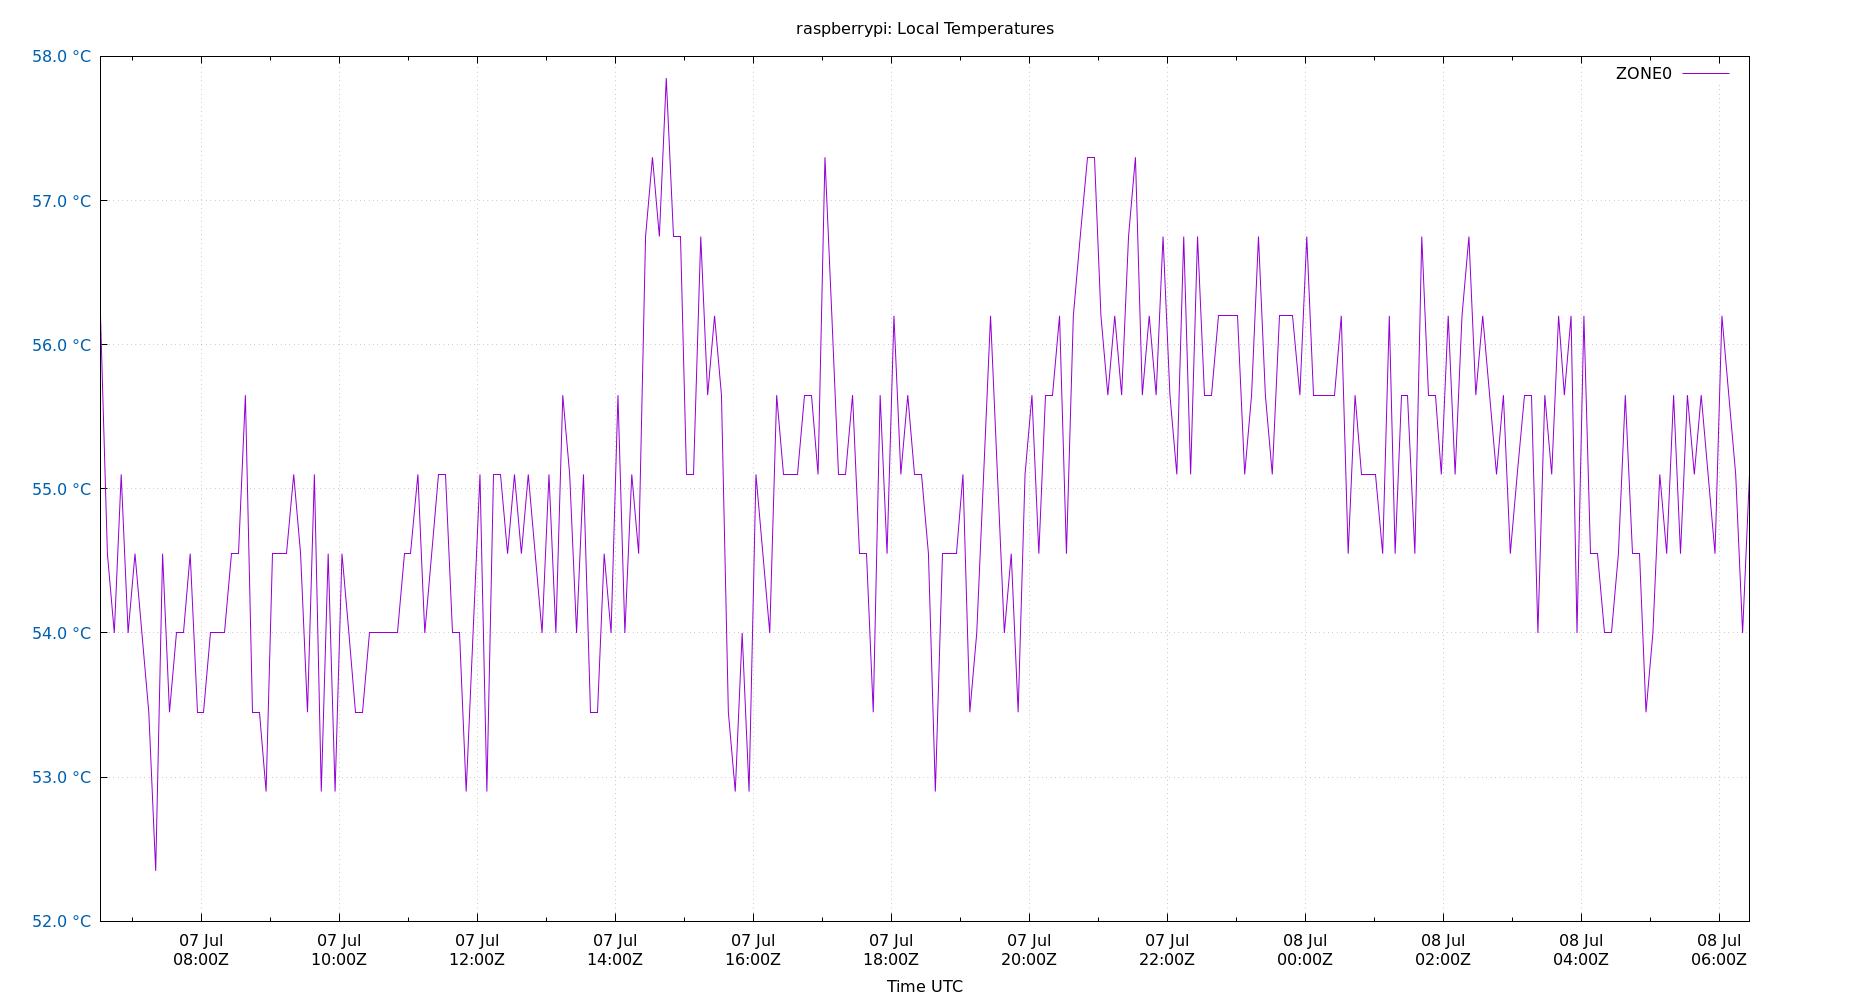 raspberrypi: Local Temperatures
58.0 °C
ZONE0
57.0 °C
56.0 °C
55.0 °C
54.0 °C
53.0 °C
52.0 °C
07 Jul 07 Jul 07 Jul 07 Jul 07 Jul 07 Jul 07 Jul 07 Jul 08 Jul 08 Jul 08 Jul 08 Jul
08:00Z 10:00Z 12:00Z 14:00Z 16:00Z 18:00Z 20:00Z 22:00Z 00:00Z 02:00Z 04:00Z 06:00Z
Time UTC